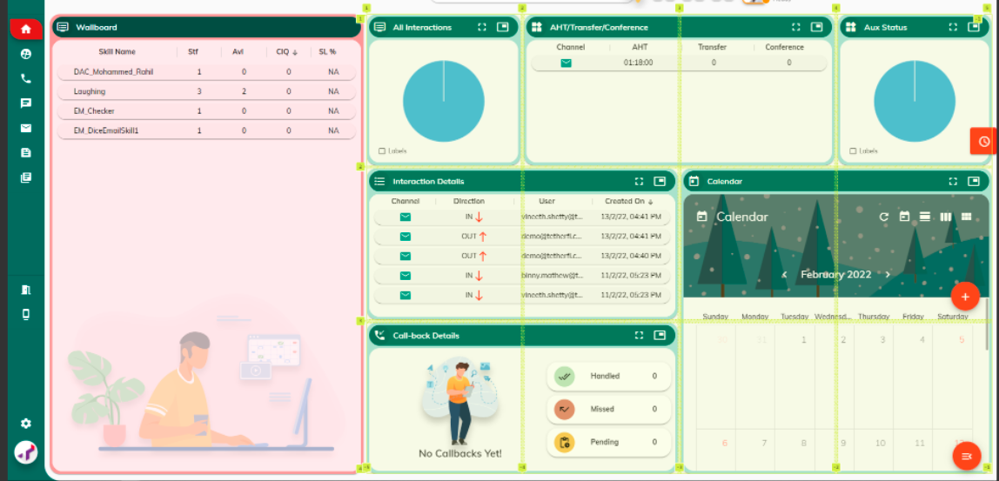 Wallboard
Skill Name Stf Avl CIQ ↓ SL %
DAC_Mohammed_Rahil 1 0 0 NA
Laughing 3 2 0 NA
EM_Checker 1 0 0 NA
EM_DiceEmailSkill1 1 0 0 NA
All Interactions
Labels
AHT/Transfer/Conference
Channel AHT Transfer Conference
01:18:00 0 0
Aux Status
Labels
Interaction Details
Channel Direction User Created On ↓
IN ↓ vineeth.shetty@t... 13/2/22, 04:41 PM
OUT ↑ demo@tetherfi.c... 13/2/22, 04:41 PM
OUT ↑ demo@tetherfi.c... 13/2/22, 04:40 PM
IN ↓ binny.mathew@t... 11/2/22, 05:23 PM
IN ↓ vineeth.shetty@t... 11/2/22, 05:23 PM
Calendar
Calendar
February 2022
Sunday Monday Tuesday Wednesd... Thursday Friday Saturday
30 31 1 2 3 4 5
6 7 8 9 10 11
Call-back Details
No Callbacks Yet!
Handled 0
Missed 0
Pending 0